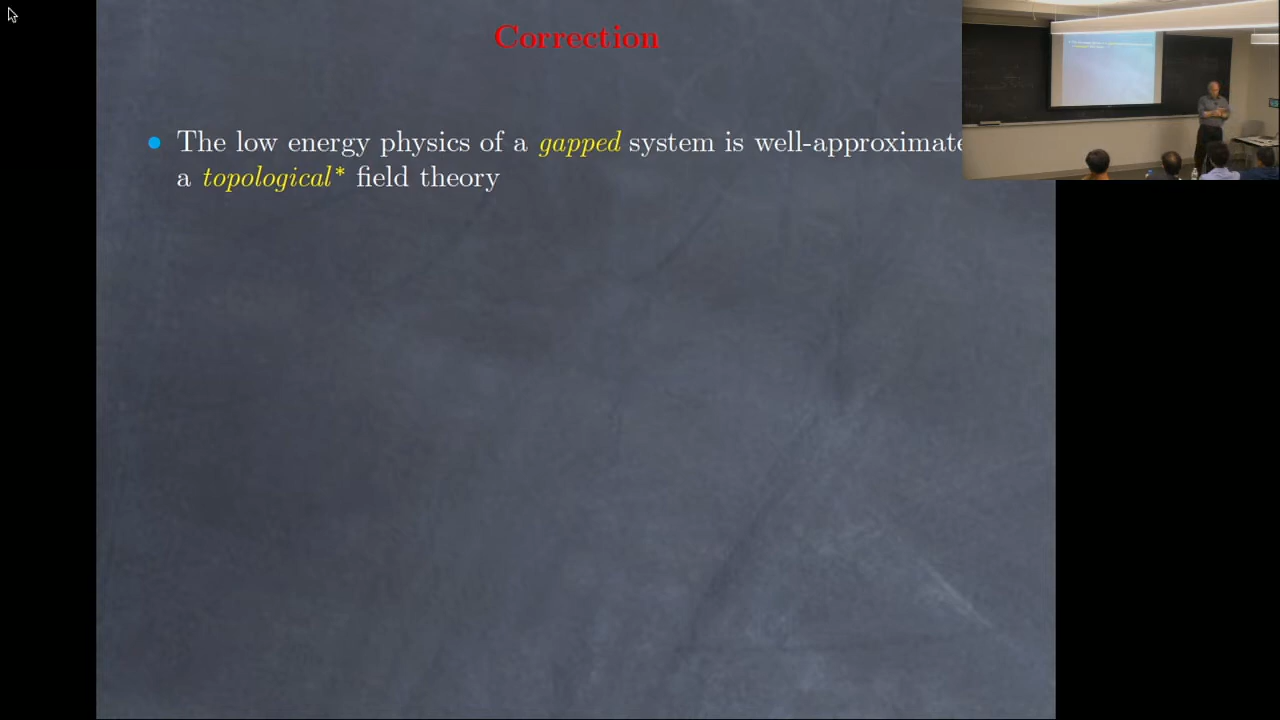 Correction
The low energy physics of a gapped system is well-approximate
a topological* field theory